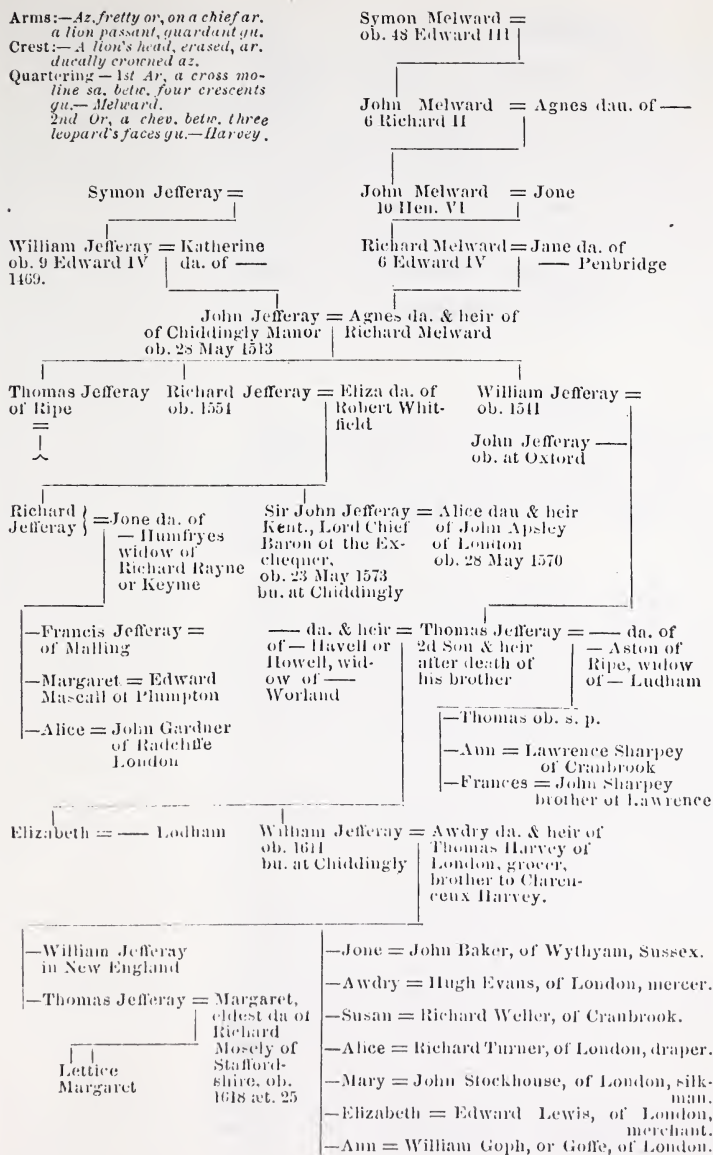 Arms:—Az, fretty or, on a chief ar.
a lion passant, guardant gu.
Crest:—A lion's head, erased, ar.
ducally crowned az.
Quartering—1st Ar, a cross mo-
line sa. betw. four crescents
gu.—Melward.
2nd Or, a chev. betw. three
leopard's faces gu.—Harvey.
Symon Melward =
ob. 48 Edward III
John Melward = Agnes dau. of —
6 Richard II
Symon Jefferay =
John Melward = Jone
10 Hen. VI
William Jefferay = Katherine
ob. 9 Edward IV da. of —
1469.
Richard Melward = Jane da. of
6 Edward IV — Penbridge
John Jefferay = Agnes da. & heir of
of Chiddingly Manor Richard Melward
ob. 28 May 1513
Thomas Jefferay
of Ripe
=
Richard Jefferay = Eliza da. of
ob. 1554 Robert Whit-
field
William Jefferay =
ob. 1541
John Jefferay —
ob. at Oxford
Richard
Jefferay } = Jone da. of
— Humfryes
widow of
Richard Rayne
or Keyme
Sir John Jefferay = Alice dau & heir
Kent., Lord Chief of John Apsley
Baron of the Ex- of London
chequer, ob. 28 May 1570
ob. 23 May 1573
bu. at Chiddingly
—Francis Jefferay =
of Malling
—Margaret = Edward
Mascall of Plumpton
—Alice = John Gardner
of Radcliffe
London
— da. & heir = Thomas Jefferay = — da. of
of — Havell or 2d Son & heir — Aston of
Howell, wid- after death of Ripe, widow
ow of — his brother of — Ludham
Worland
—Thomas ob. s. p.
—Ann = Lawrence Sharpey
of Cranbrook
—Frances = John Sharpey
brother of Lawrence
Elizabeth = — Lodham
William Jefferay = Awdry da. & heir of
ob. 1611 Thomas Harvey of
bu. at Chiddingly London, grocer,
brother to Claren-
ceux Harvey.
—William Jefferay
in New England
—Thomas Jefferay = Margaret,
eldest da of
Richard
Mosely of
Stafford-
shire, ob.
1618 æt. 25
Lettice
Margaret
—Jone = John Baker, of Wythyam, Sussex.
—Awdry = Hugh Evans, of London, mercer.
—Susan = Richard Weller, of Cranbrook.
—Alice = Richard Turner, of London, draper.
—Mary = John Stockhouse, of London, silk-
man.
—Elizabeth = Edward Lewis, of London,
merchant.
—Ann = William Goph, or Goffe, of London.